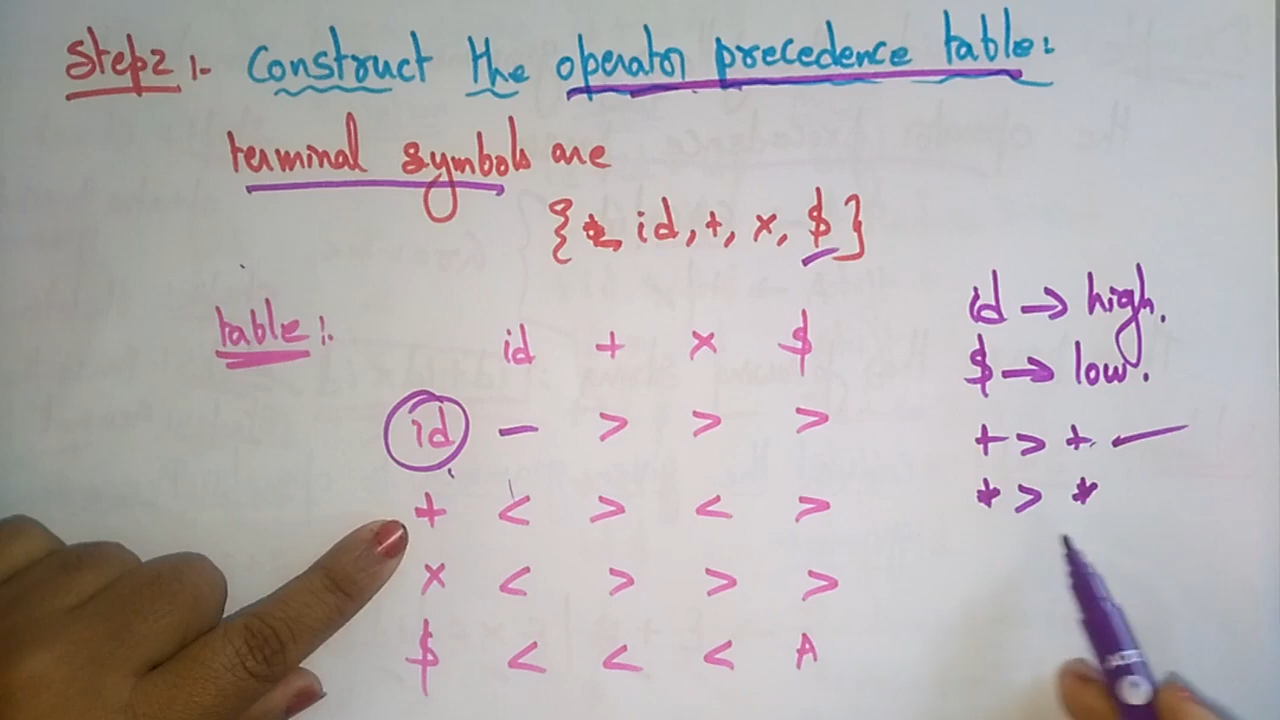 Step2 :- Construct the operator precedence table:
terminal symbols are
{ id, +, x, $ }
table:-
id + x $
id - > > >
+ < > < >
x < > > >
$ < < < A
id → high.
$ → low.
+ > +
* > *